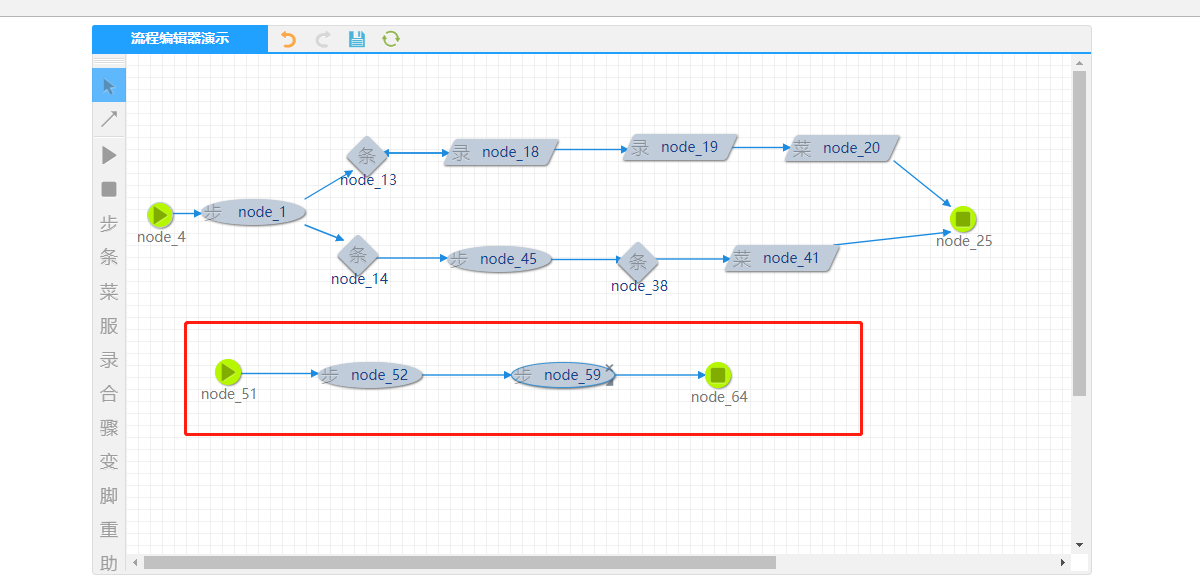 流程编辑器演示
步
条
菜
服
录
合
骤
变
脚
重
助
条
node_13
录 node_18
录 node_19
菜 node_20
node_4
步 node_1
node_25
条
node_14
步 node_45
条
node_38
菜 node_41
node_51
步 node_52
步 node_59
node_64